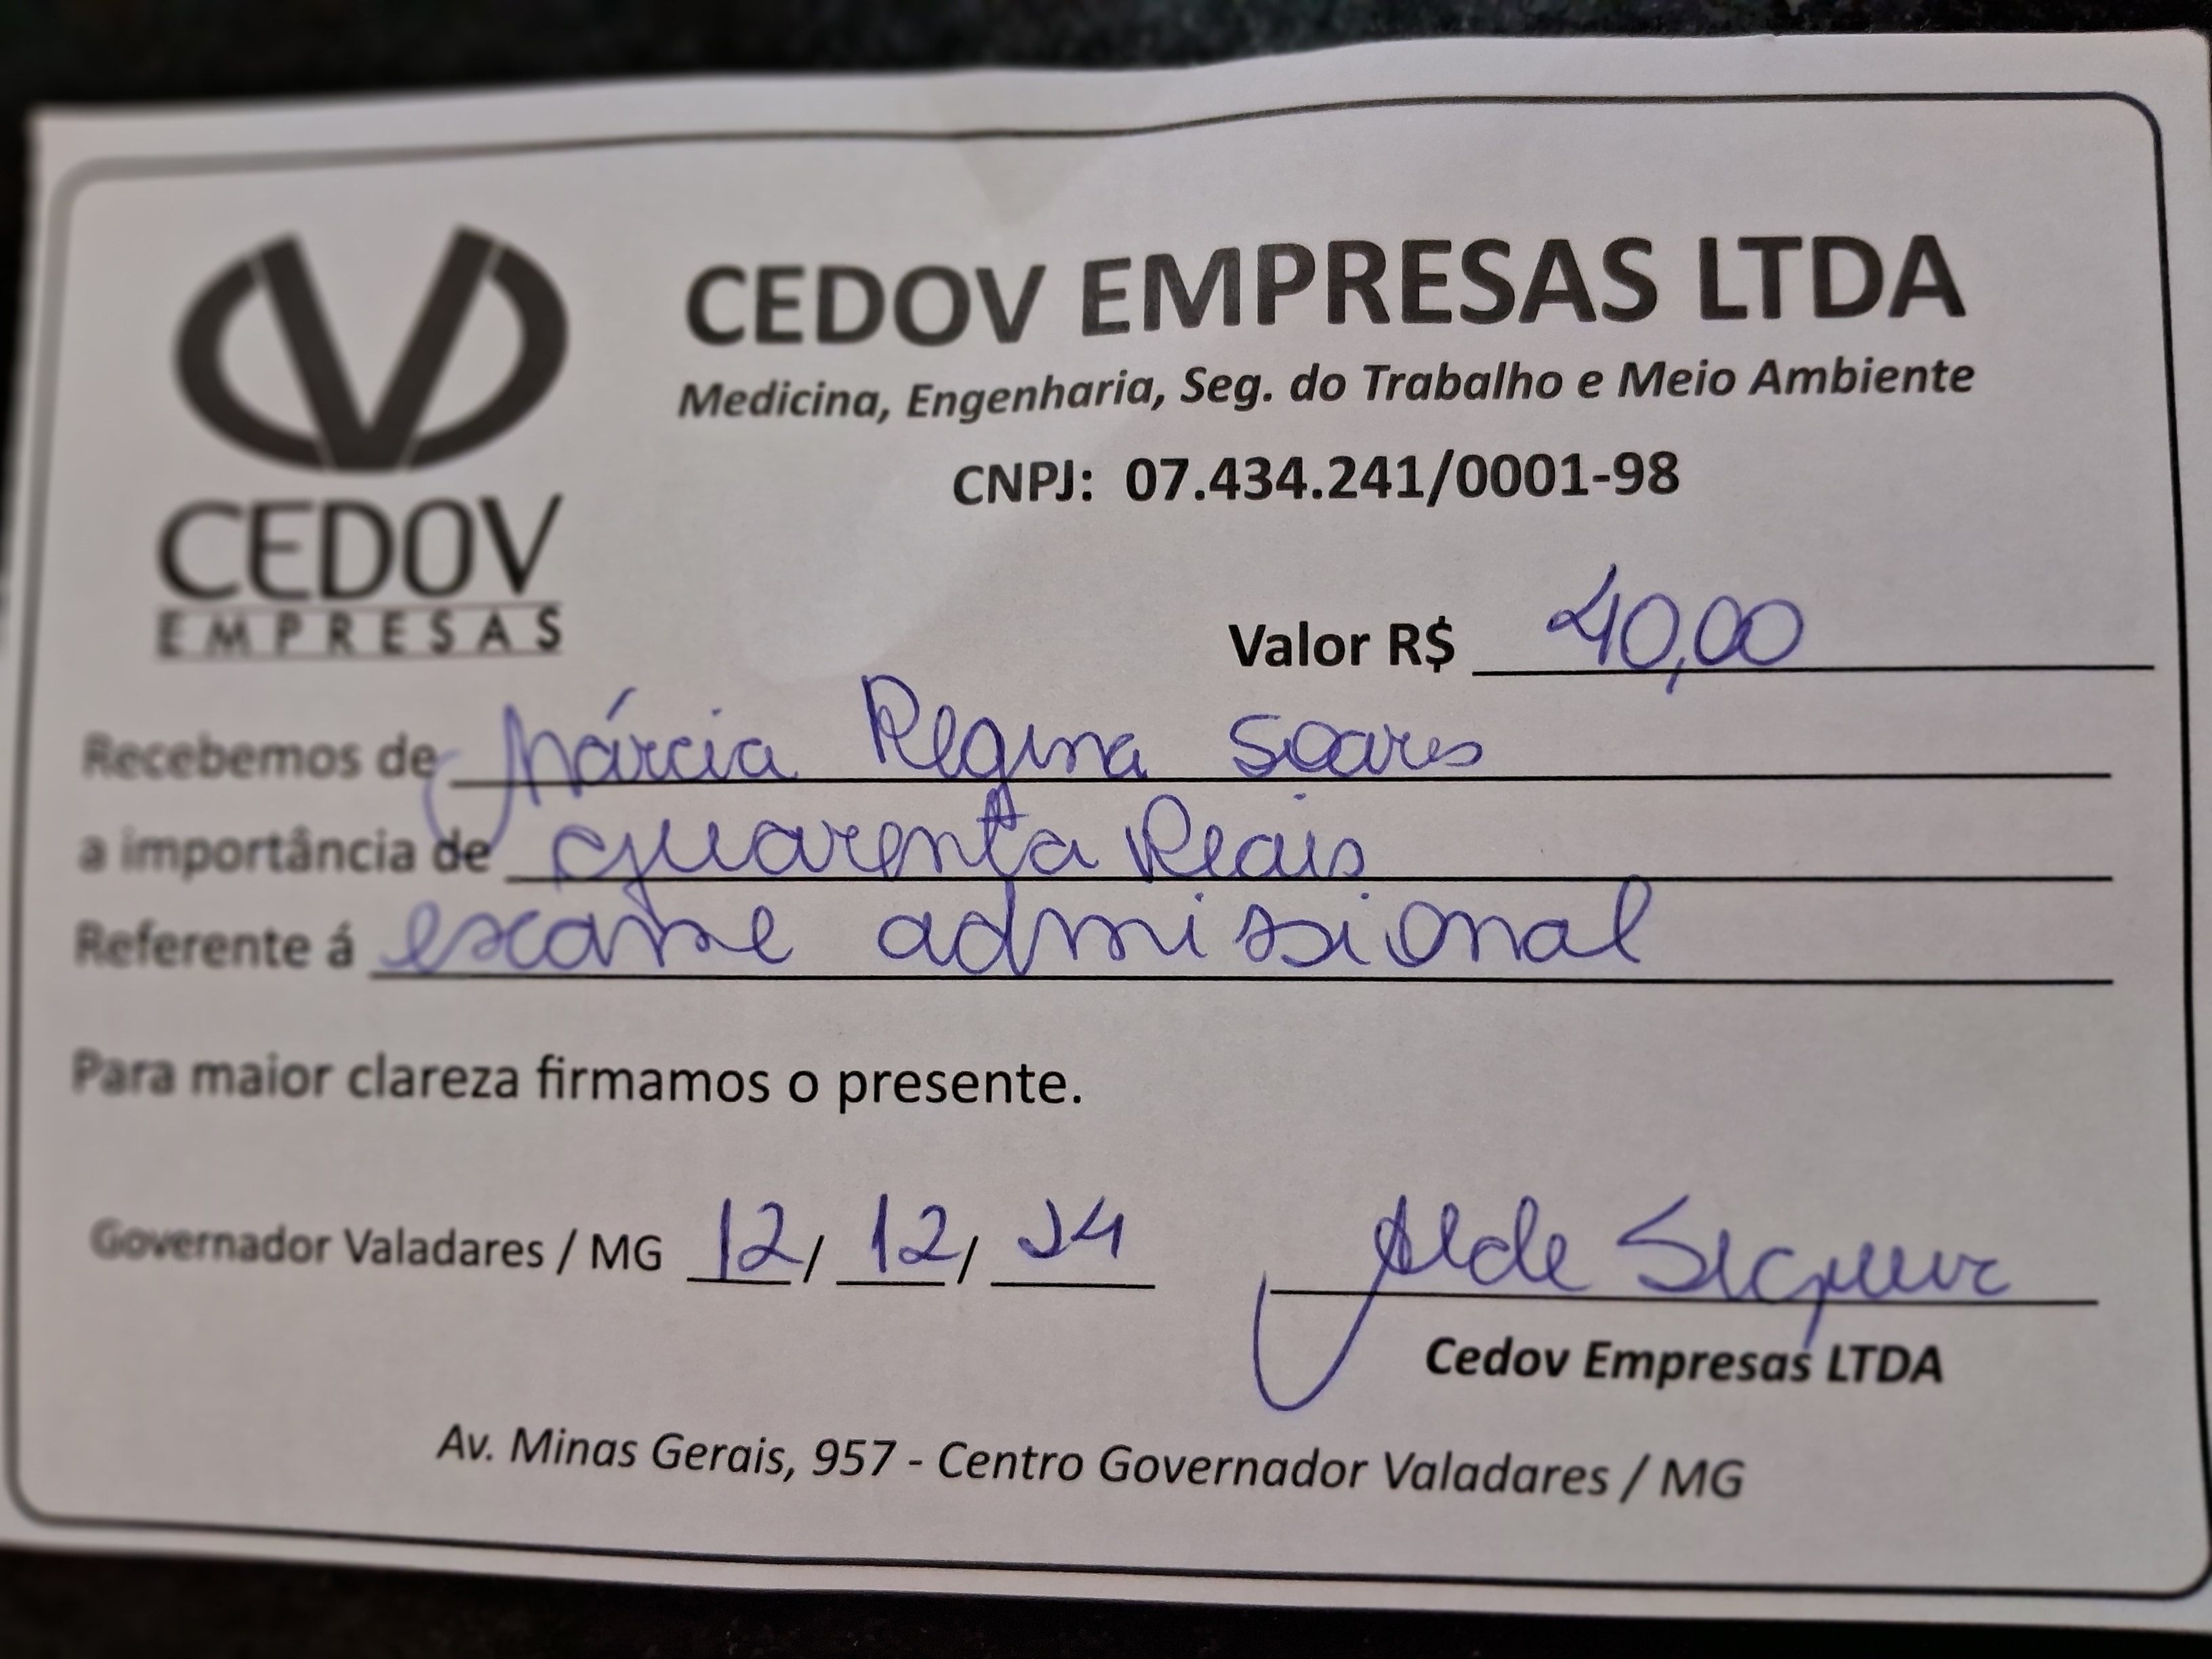 CEDOV EMPRESAS LTDA
Medicina, Engenharia, Seg. do Trabalho e Meio Ambiente
CNPJ: 07.434.241/0001-98
CEDOV
EMPRESAS
Valor R$ 40,00
Recebemos de Márcia Regina Soares
a importância de quarenta Reais
Referente á exame admissional
Para maior clareza firmamos o presente.
Governador Valadares / MG 12/ 12/ 24
Cedov Empresas LTDA
Av. Minas Gerais, 957 - Centro Governador Valadares / MG